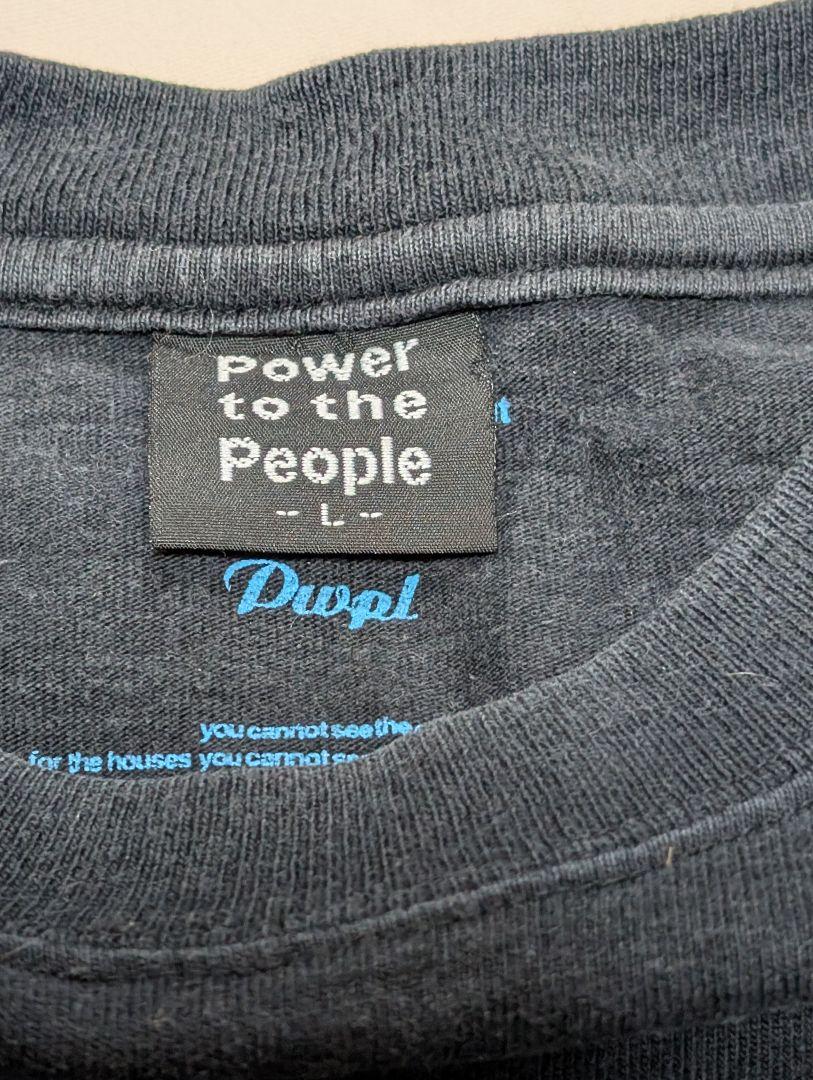 Power
to the
People
-- L --
Pwpl
you cannot see the
for the houses you cannot